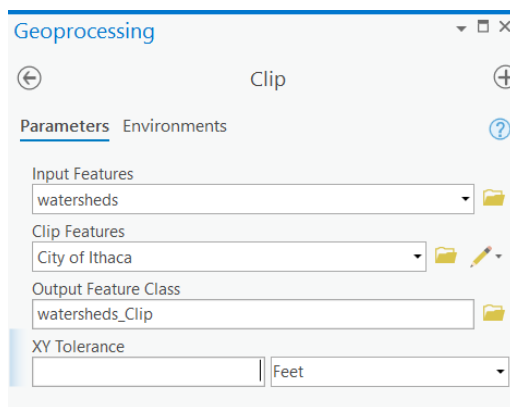 Geoprocessing
Clip
Parameters Environments
Input Features
watersheds
Clip Features
City of Ithaca
Output Feature Class
watersheds_Clip
XY Tolerance
Feet